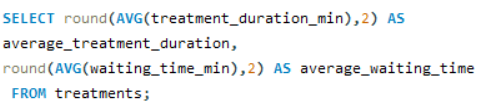 SELECT round(AVG(treatment_duration_min),2) AS
average_treatment_duration,
round(AVG(waiting_time_min),2) AS average_waiting_time
FROM treatments;